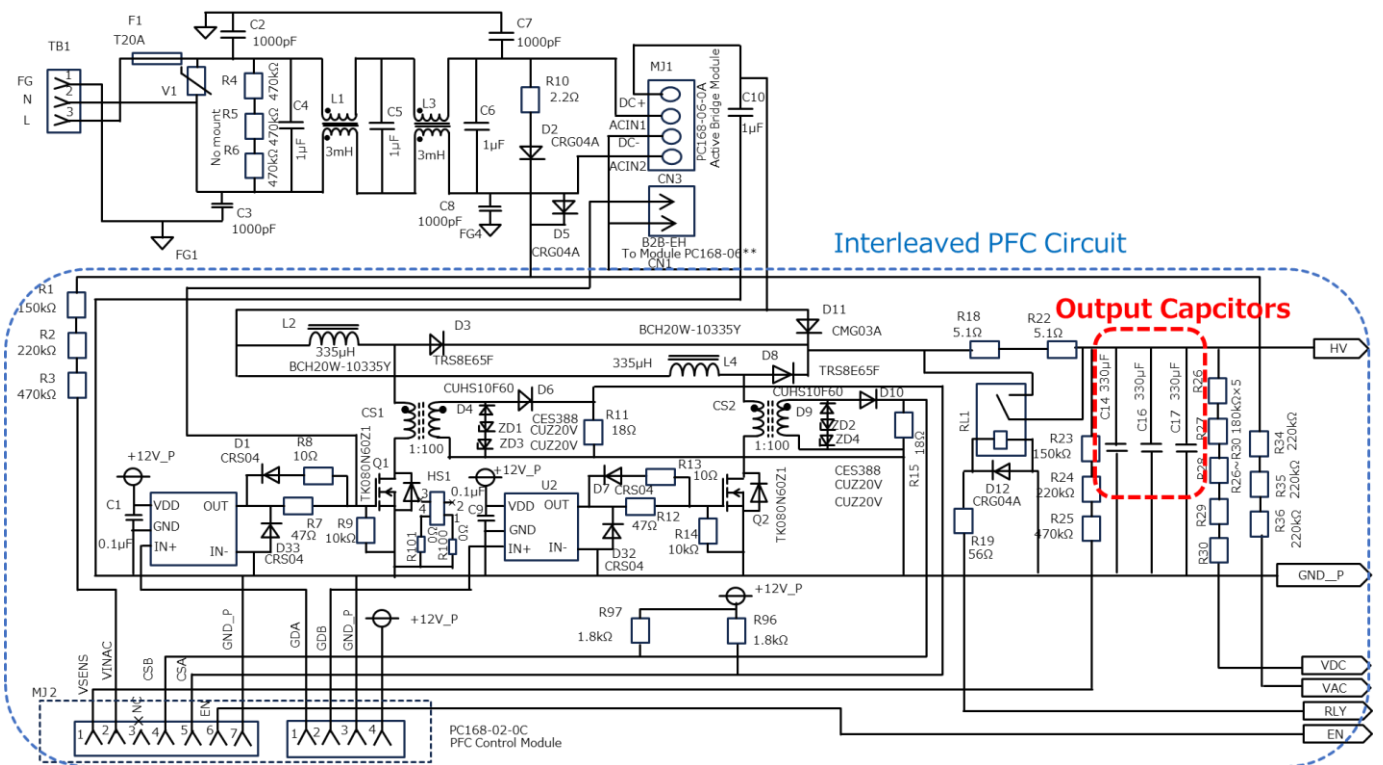 F1
T20A
TB1
FG
N
L
1
2
3
V1
C2
1000pF
R4
470kΩ
R5
470kΩ
R6
470kΩ
No mount
C3
1000pF
FG1
C4
1µF
L1
3mH
C5
1µF
L3
3mH
C6
1µF
C7
1000pF
C8
1000pF
FG4
R10
2.2Ω
D2
CRG04A
D5
CRG04A
MJ1
DC+
ACIN1
DC-
ACIN2
PC168-06-0A
Active Bridge Module
C10
1µF
CN3
B2B-EH
To Module PC168-06**
CN1
Interleaved PFC Circuit
Output Capcitors
R1
150kΩ
R2
220kΩ
R3
470kΩ
L2
335µH
BCH20W-10335Y
D3
TRS8E65F
BCH20W-10335Y
335µH
L4
D8
TRS8E65F
D11
CMG03A
R18
5.1Ω
R22
5.1Ω
HV
CS1
1:100
CUHS10F60
D6
D4
ZD1
ZD3
CES388
CUZ20V
CUZ20V
R11
18Ω
CS2
1:100
CUHS10F60
D10
D9
ZD2
ZD4
CES388
CUZ20V
CUZ20V
R15
18Ω
RL1
D12
CRG04A
R19
56Ω
R23
150kΩ
R24
220kΩ
R25
470kΩ
C14 330µF
C16 330µF
C17 330µF
R26
R27
R28
R29
R30
R26~R30 180kΩ×5
R34
220kΩ
R35
220kΩ
R36
220kΩ
+12V_P
C1
0.1µF
VDD
GND
IN+
OUT
IN-
D1
CRS04
R8
10Ω
R7
47Ω
D33
CRS04
R9
10kΩ
Q1
TK080N60Z1
HS1
3
4
2
1
0.1µF
0Ω
0Ω
R101
R100
+12V_P
C9
U2
VDD
GND
IN+
OUT
IN-
D7
CRS04
R13
10Ω
R12
47Ω
D32
CRS04
R14
10kΩ
Q2
TK080N60Z1
GND__P
+12V_P
+12V_P
R97
1.8kΩ
R96
1.8kΩ
VSENS
VINAC
NC
CSB
CSA
EN
GND_P
GDA
GDB
GND_P
MJ2
1
2
3
4
5
6
7
1
2
3
4
PC168-02-0C
PFC Control Module
VDC
VAC
RLY
EN